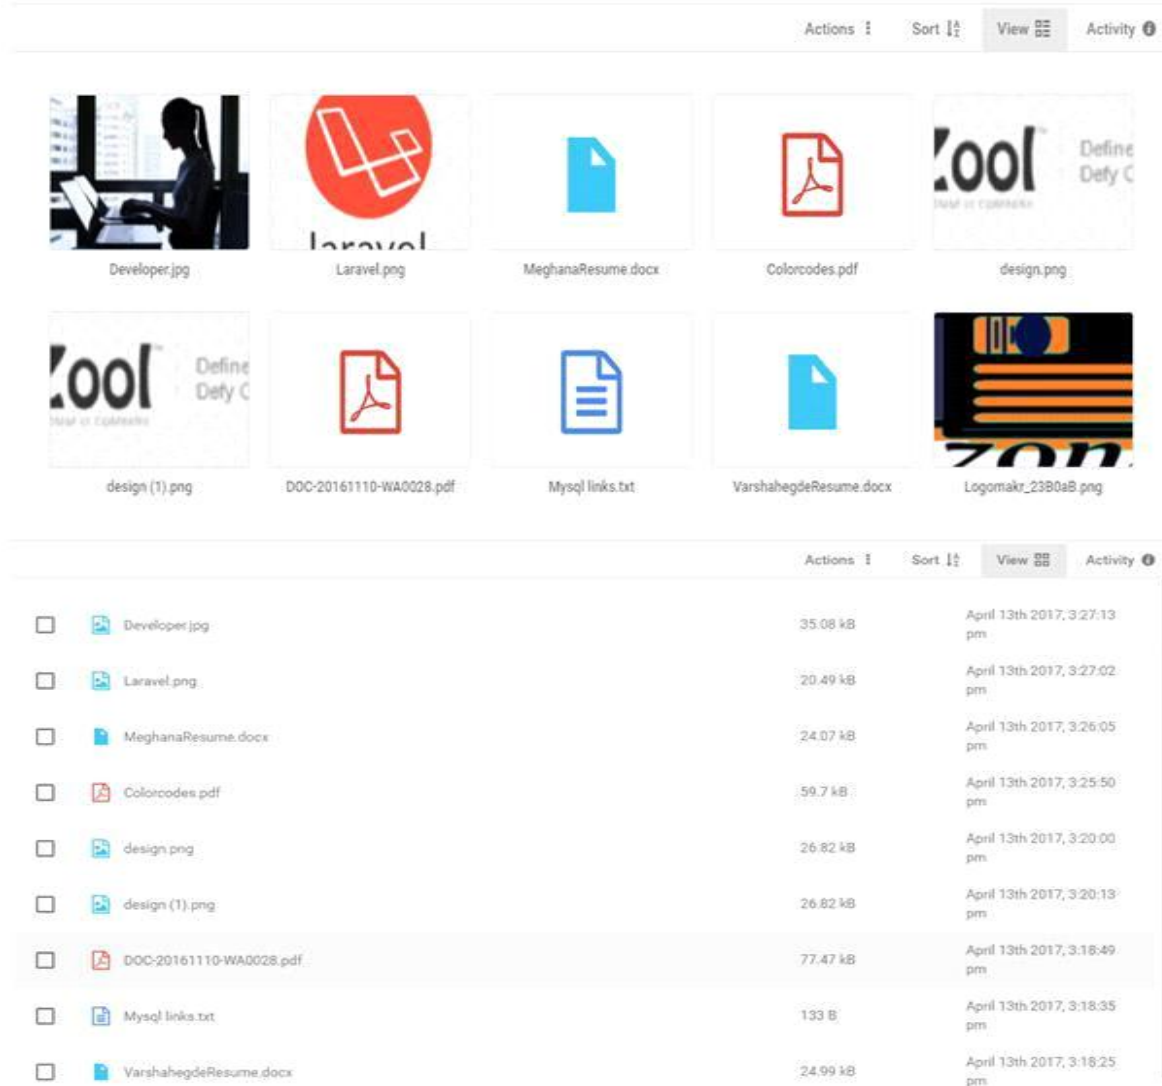 Actions Sort View Activity
laravel
Zool™ Define
Defy C
Developer.jpg Laravel.png MeghanaResume.docx Colorcodes.pdf design.png
Zool™ Define
Defy C
zon
design (1).png DOC-20161110-WA0028.pdf Mysql links.txt VarshahegdeResume.docx Logomakr_23B0aB.png
Actions Sort View Activity
Developer.jpg 35.08 kB April 13th 2017, 3:27:13
pm
Laravel.png 20.49 kB April 13th 2017, 3:27:02
pm
MeghanaResume.docx 24.07 kB April 13th 2017, 3:26:05
pm
Colorcodes.pdf 59.7 kB April 13th 2017, 3:25:50
pm
design.png 26.82 kB April 13th 2017, 3:20:00
pm
design (1).png 26.82 kB April 13th 2017, 3:20:13
pm
DOC-20161110-WA0028.pdf 77.47 kB April 13th 2017, 3:18:49
pm
Mysql links.txt 133 B April 13th 2017, 3:18:35
pm
VarshahegdeResume.docx 24.99 kB April 13th 2017, 3:18:25
pm